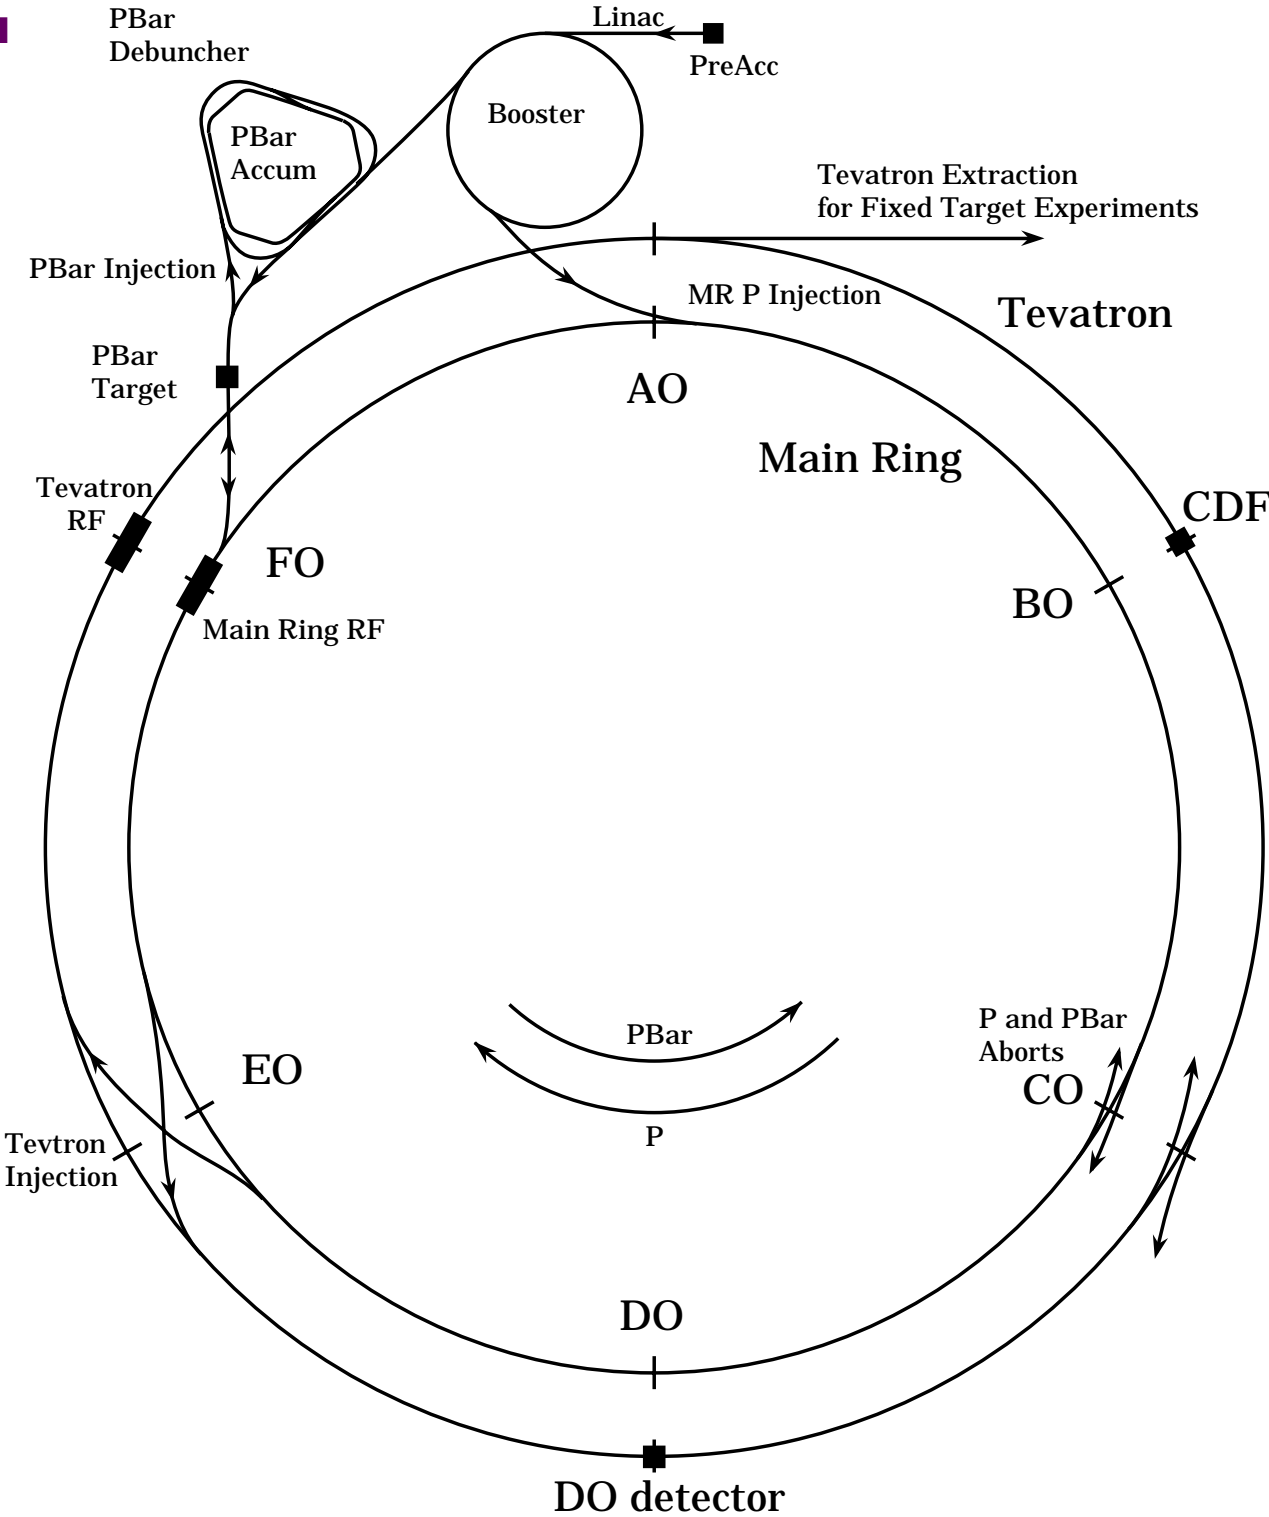 PBar
Debuncher
Linac
PreAcc
Booster
PBar
Accum
Tevatron Extraction
for Fixed Target Experiments
PBar Injection
MR P Injection
Tevatron
PBar
Target
AO
Main Ring
Tevatron
RF
CDF
FO
BO
Main Ring RF
P and PBar
Aborts
PBar
EO
CO
P
Tevtron
Injection
DO
DO detector